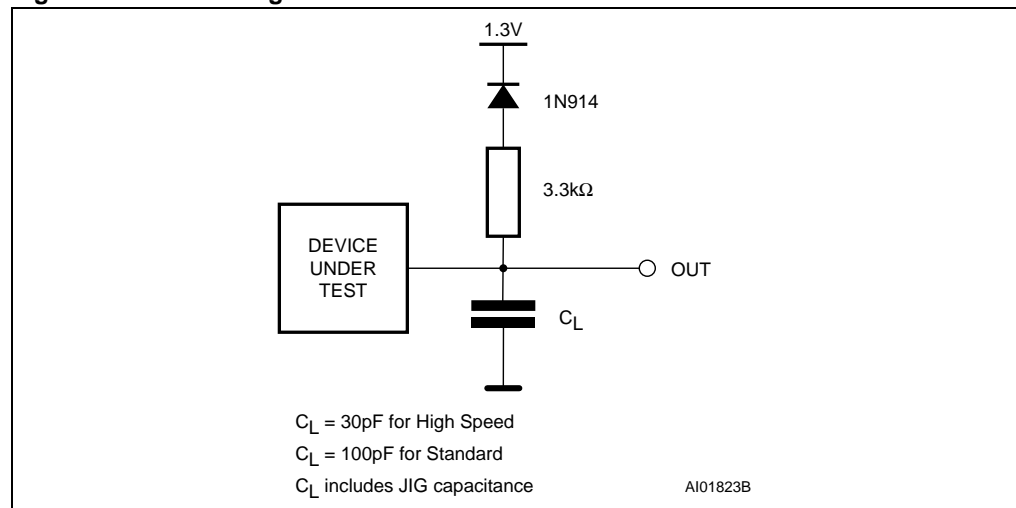 1.3V
1N914
3.3kΩ
DEVICE
UNDER
TEST
OUT
CL
CL = 30pF for High Speed
CL = 100pF for Standard
CL includes JIG capacitance
AI01823B